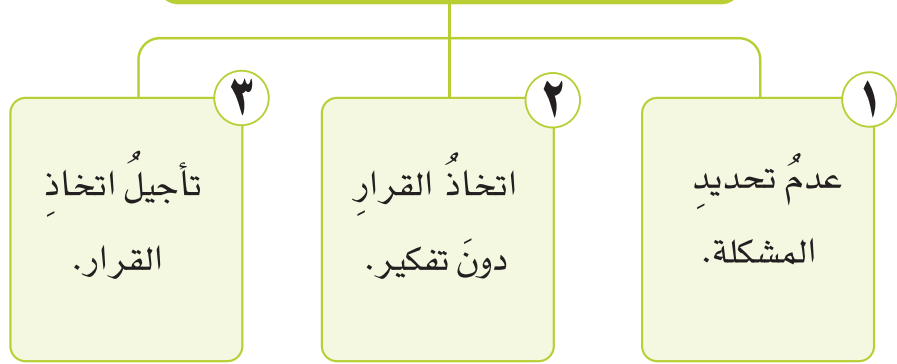 ١
عدمُ تحديدِ
المشكلة.
٢
اتخاذُ القرارِ
دونَ تفكير.
٣
تأجيلُ اتخاذِ
القرار.